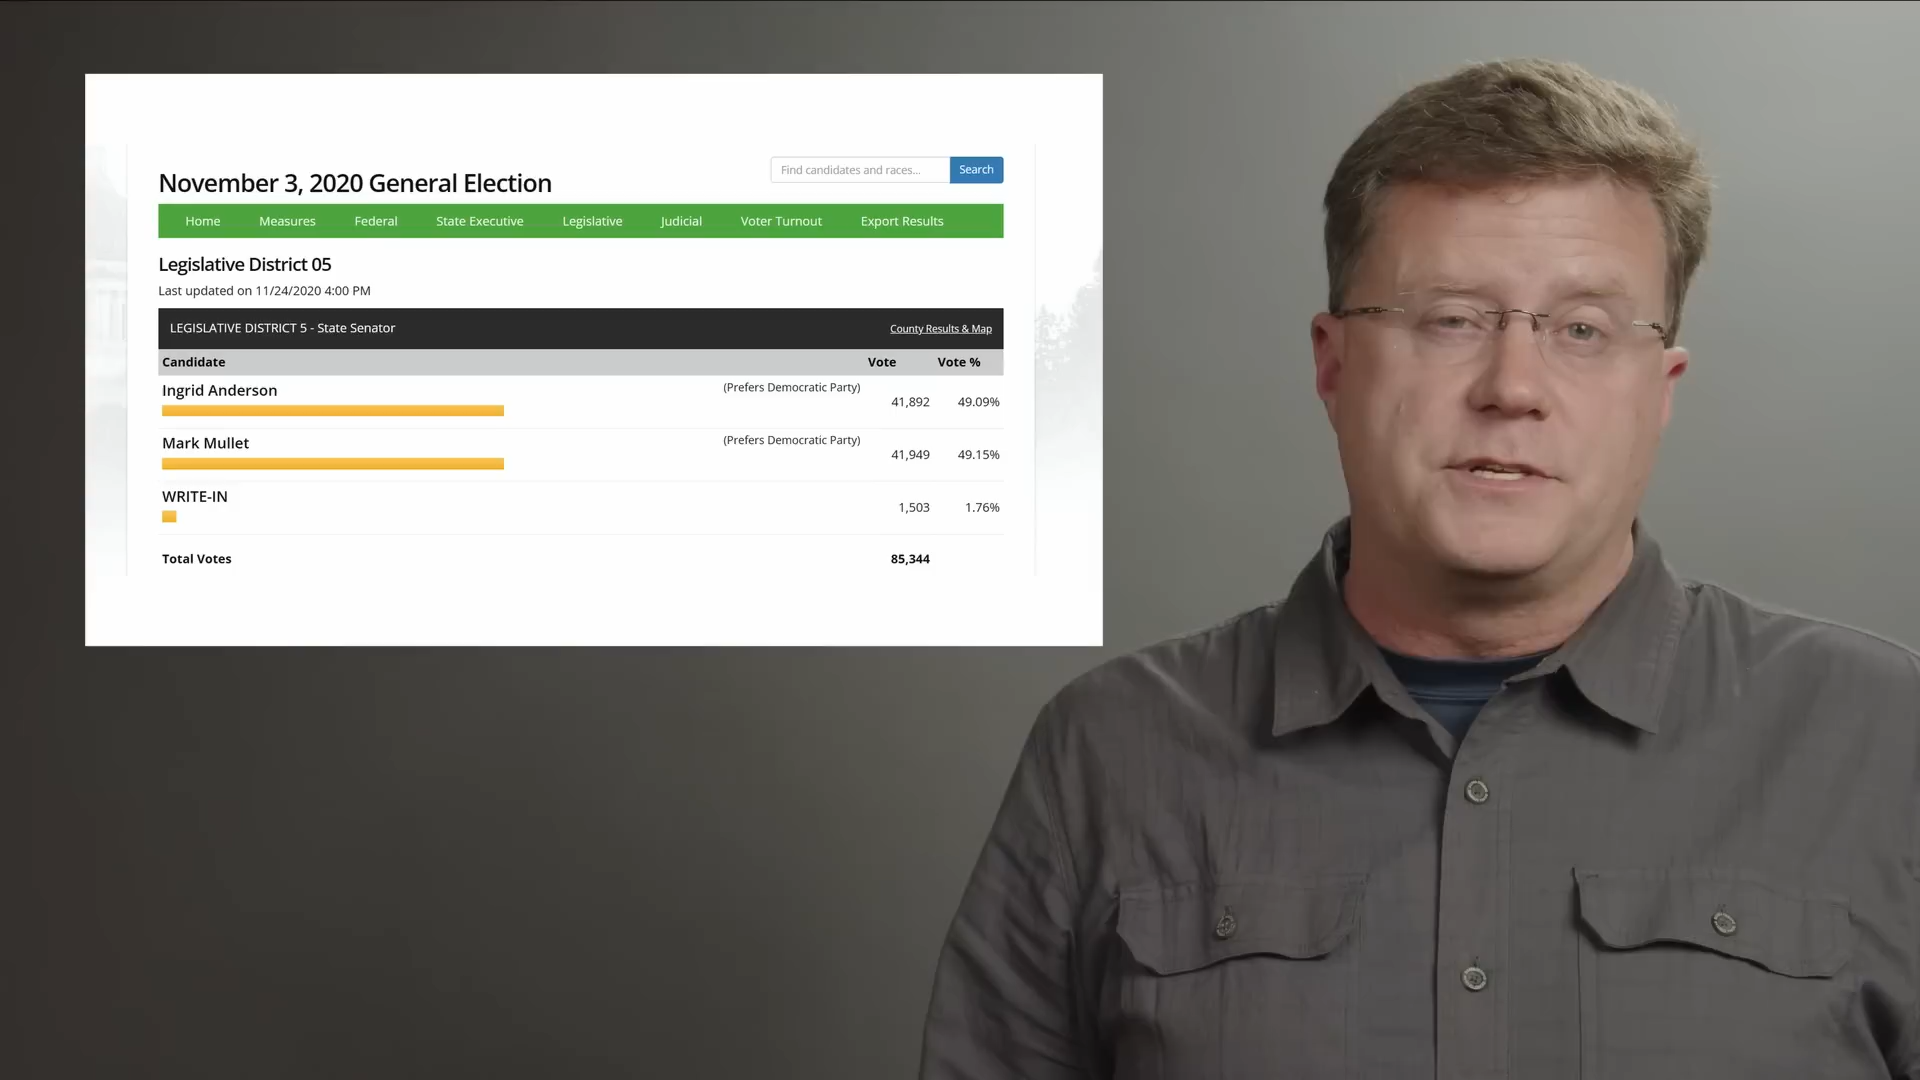 November 3, 2020 General Election
Find candidates and races...
Search
Home Measures Federal State Executive Legislative Judicial Voter Turnout Export Results
Legislative District 05
Last updated on 11/24/2020 4:00 PM
LEGISLATIVE DISTRICT 5 - State Senator County Results & Map
Candidate Vote Vote %
Ingrid Anderson (Prefers Democratic Party) 41,892 49.09%
Mark Mullet (Prefers Democratic Party) 41,949 49.15%
WRITE-IN 1,503 1.76%
Total Votes 85,344